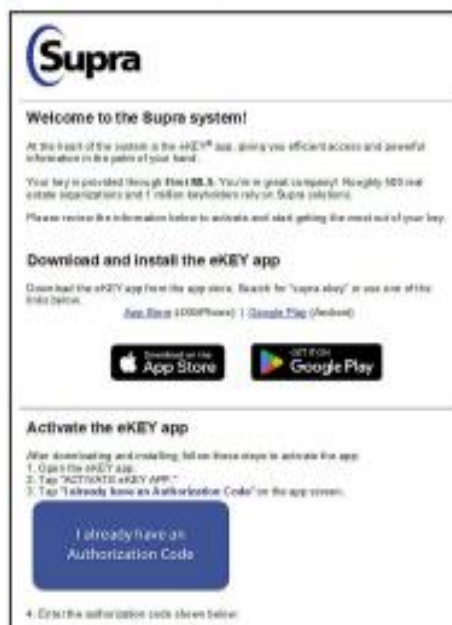 Supra
Welcome to the Supra system!
At the heart of the system is the eKEY® app, giving you efficient access and powerful
information in the palm of your hand.
Your key is provided through First MLS. You're in great company! Roughly 500 real
estate organizations and 1 million keyholders rely on Supra solutions.
Please review the information below to activate and start getting the most out of your key.
Download and install the eKEY app
Download the eKEY app from the app store. Search for "supra ekey" or use one of the
links below.
App Store (iOS/iPhone) | Google Play (Android)
Download on the
App Store
GET IT ON
Google Play
Activate the eKEY app
After downloading and installing, follow these steps to activate the app:
1. Open the eKEY app.
2. Tap "ACTIVATE eKEY APP."
3. Tap "I already have an Authorization Code" on the app screen.
I already have an
Authorization Code
4. Enter the authorization code shown below: